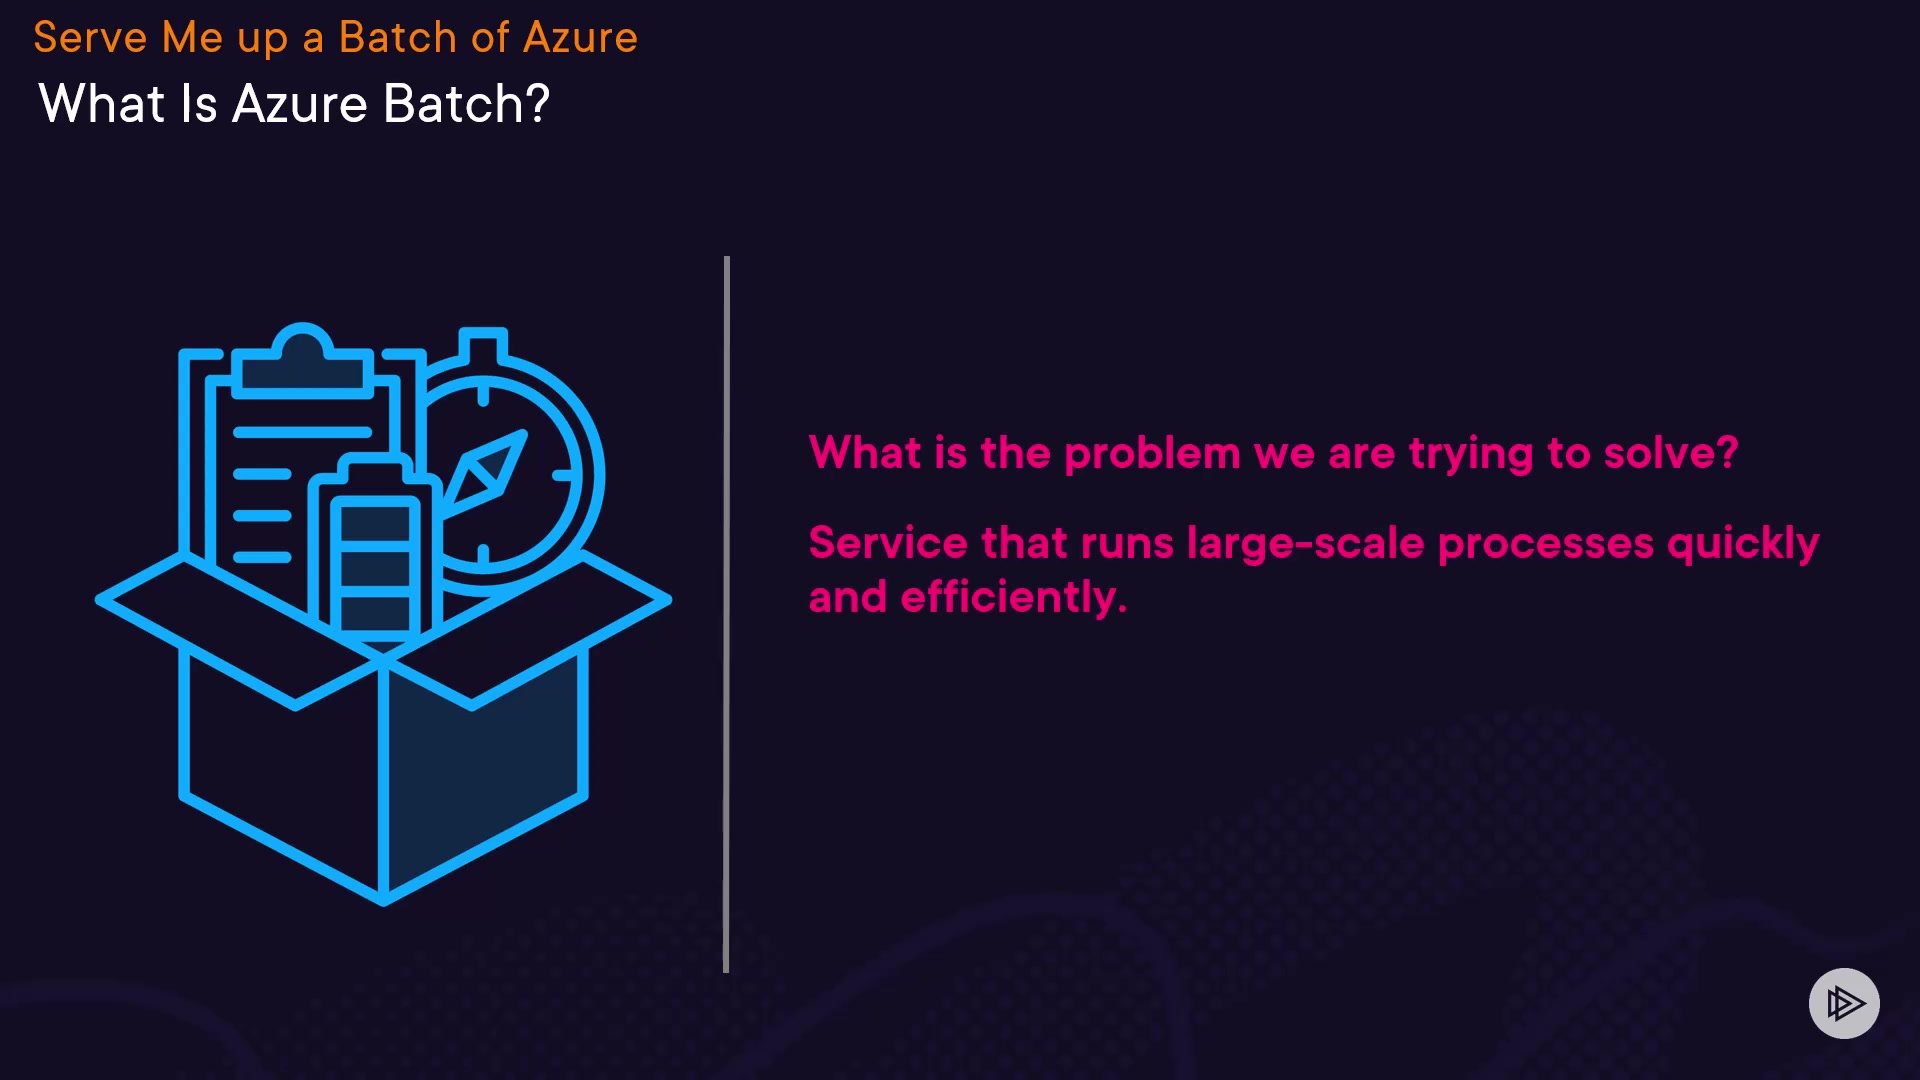 Serve Me up a Batch of Azure
What Is Azure Batch?
What is the problem we are trying to solve?
Service that runs large-scale processes quickly
and efficiently.